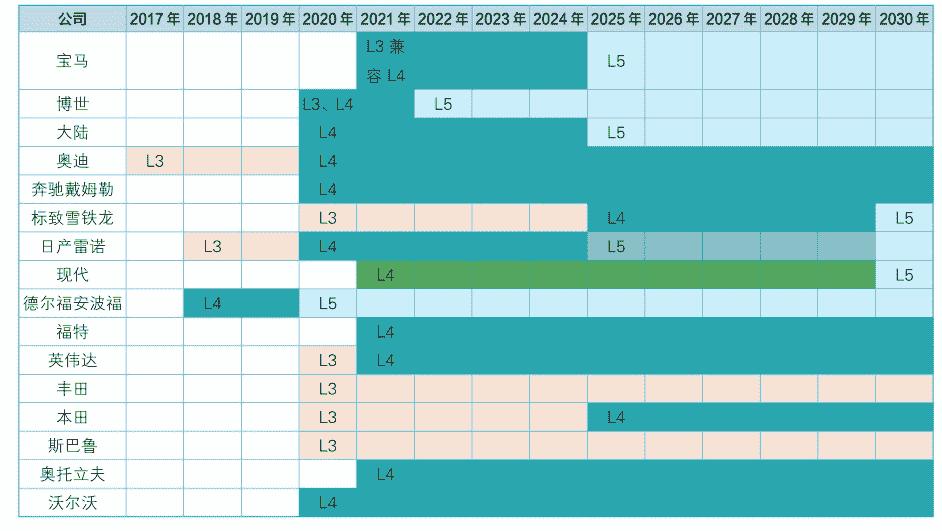 公司 2017年 2018年 2019年 2020年 2021年 2022年 2023年 2024年 2025年 2026年 2027年 2028年 2029年 2030年
宝马 L3兼 L5
容L4
博世 L3、L4 L5
大陆 L4 L5
奥迪 L3 L4
奔驰戴姆勒 L4
标致雪铁龙 L3 L4 L5
日产雷诺 L3 L4 L5
现代 L4 L5
德尔福安波福 L4 L5
福特 L4
英伟达 L3 L4
丰田 L3
本田 L3 L4
斯巴鲁 L3
奥托立夫 L4
沃尔沃 L4